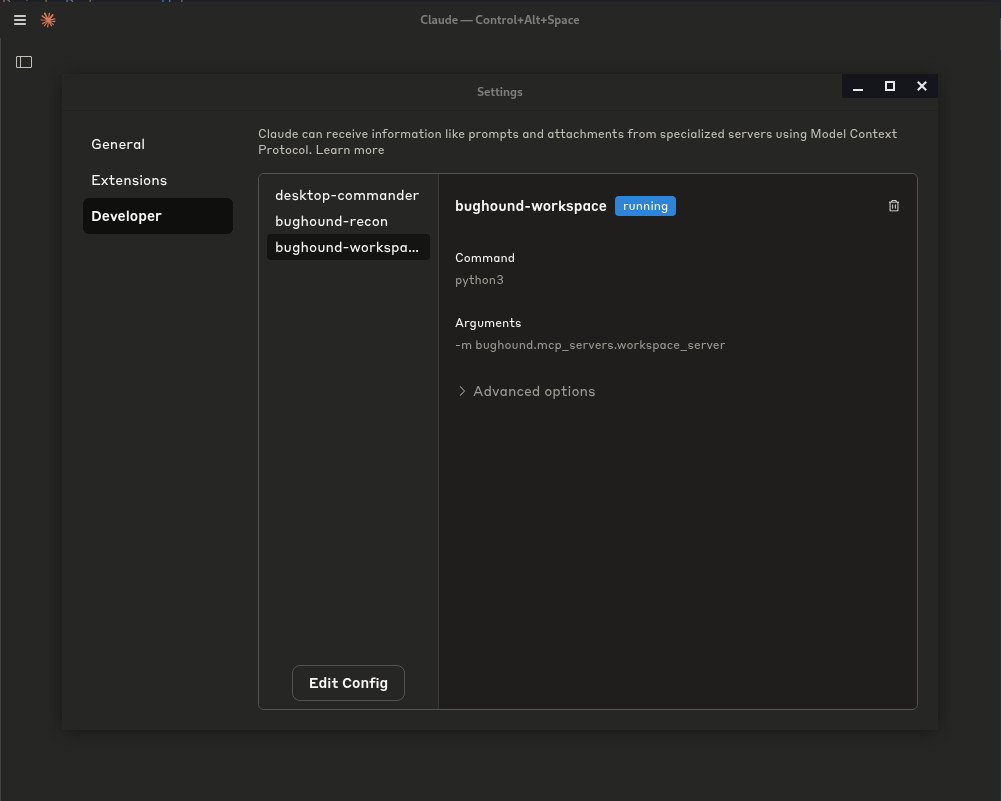 Claude — Control+Alt+Space
Settings
General
Extensions
Developer
Claude can receive information like prompts and attachments from specialized servers using Model Context
Protocol. Learn more
desktop-commander
bughound-recon
bughound-workspa...
Edit Config
bughound-workspace running
Command
python3
Arguments
-m bughound.mcp_servers.workspace_server
Advanced options